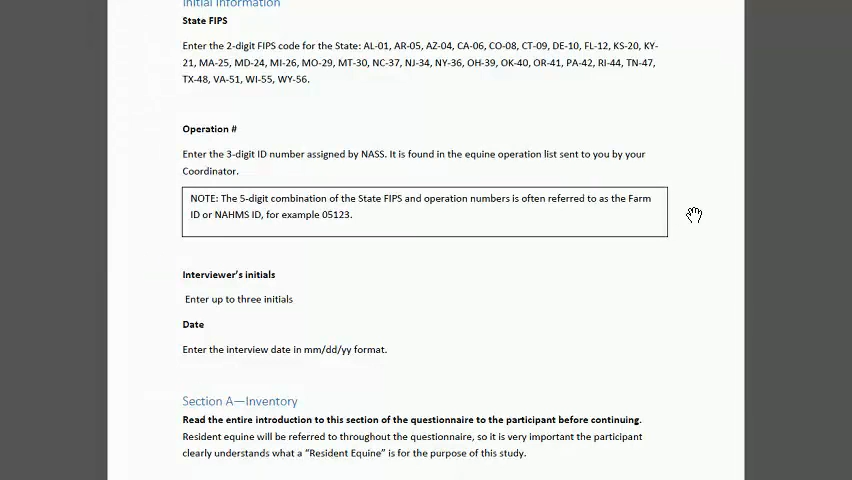 Initial Information
State FIPS
Enter the 2-digit FIPS code for the State: AL-01, AR-05, AZ-04, CA-06, CO-08, CT-09, DE-10, FL-12, KS-20, KY-
21, MA-25, MD-24, MI-26, MO-29, MT-30, NC-37, NJ-34, NY-36, OH-39, OK-40, OR-41, PA-42, RI-44, TN-47,
TX-48, VA-51, WI-55, WY-56.
Operation #
Enter the 3-digit ID number assigned by NASS. It is found in the equine operation list sent to you by your
Coordinator.
NOTE: The 5-digit combination of the State FIPS and operation numbers is often referred to as the Farm
ID or NAHMS ID, for example 05123.
Interviewer's initials
Enter up to three initials
Date
Enter the interview date in mm/dd/yy format.
Section A—Inventory
Read the entire introduction to this section of the questionnaire to the participant before continuing.
Resident equine will be referred to throughout the questionnaire, so it is very important the participant
clearly understands what a “Resident Equine” is for the purpose of this study.